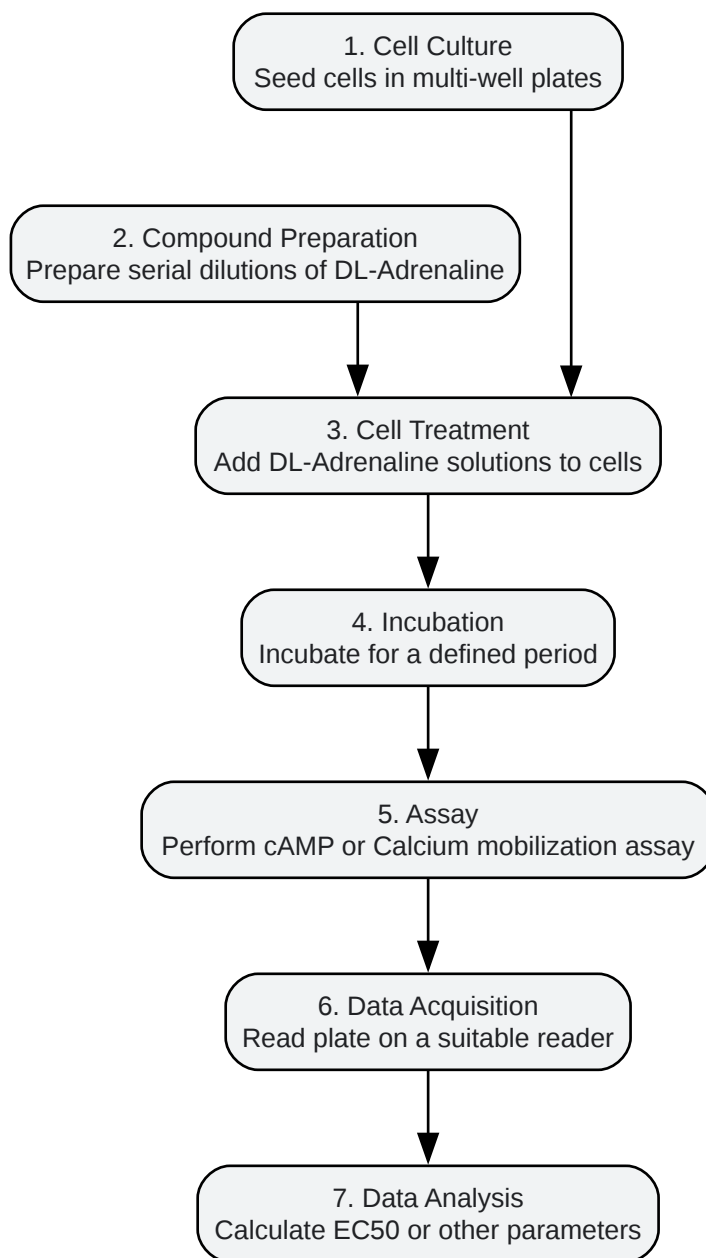 1. Cell Culture
Seed cells in multi-well plates
2. Compound Preparation
Prepare serial dilutions of DL-Adrenaline
3. Cell Treatment
Add DL-Adrenaline solutions to cells
4. Incubation
Incubate for a defined period
5. Assay
Perform cAMP or Calcium mobilization assay
6. Data Acquisition
Read plate on a suitable reader
7. Data Analysis
Calculate EC50 or other parameters